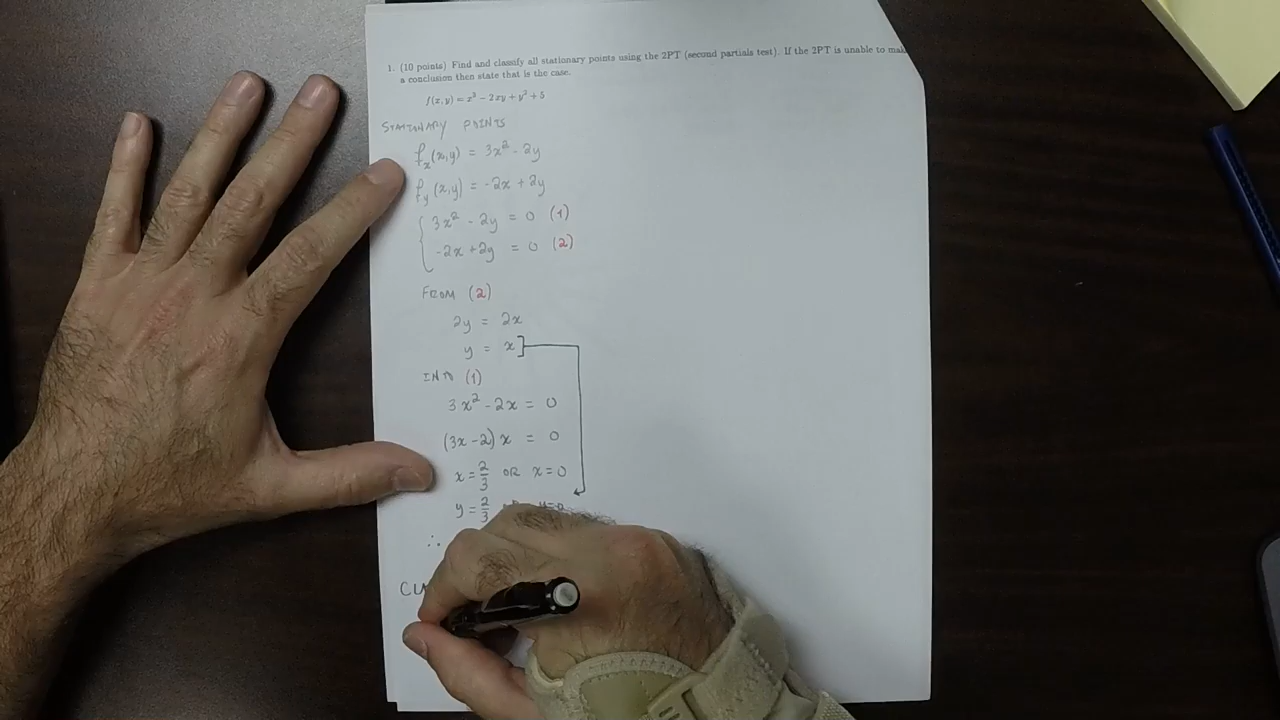 1. (10 points) Find and classify all stationary points using the 2PT (second partials test). If the 2PT is unable to mak
a conclusion then state that is the case.
f(x, y) = x³ − 2xy + y² + 5
STATIONARY POINTS
fₓ(x,y) = 3x² - 2y
f_y(x,y) = -2x + 2y
3x² - 2y = 0 (1)
-2x + 2y = 0 (2)
FROM (2)
2y = 2x
y = x
INTO (1)
3x² - 2x = 0
(3x - 2) x = 0
x = 2/3 OR x = 0
y = 2/3
∴